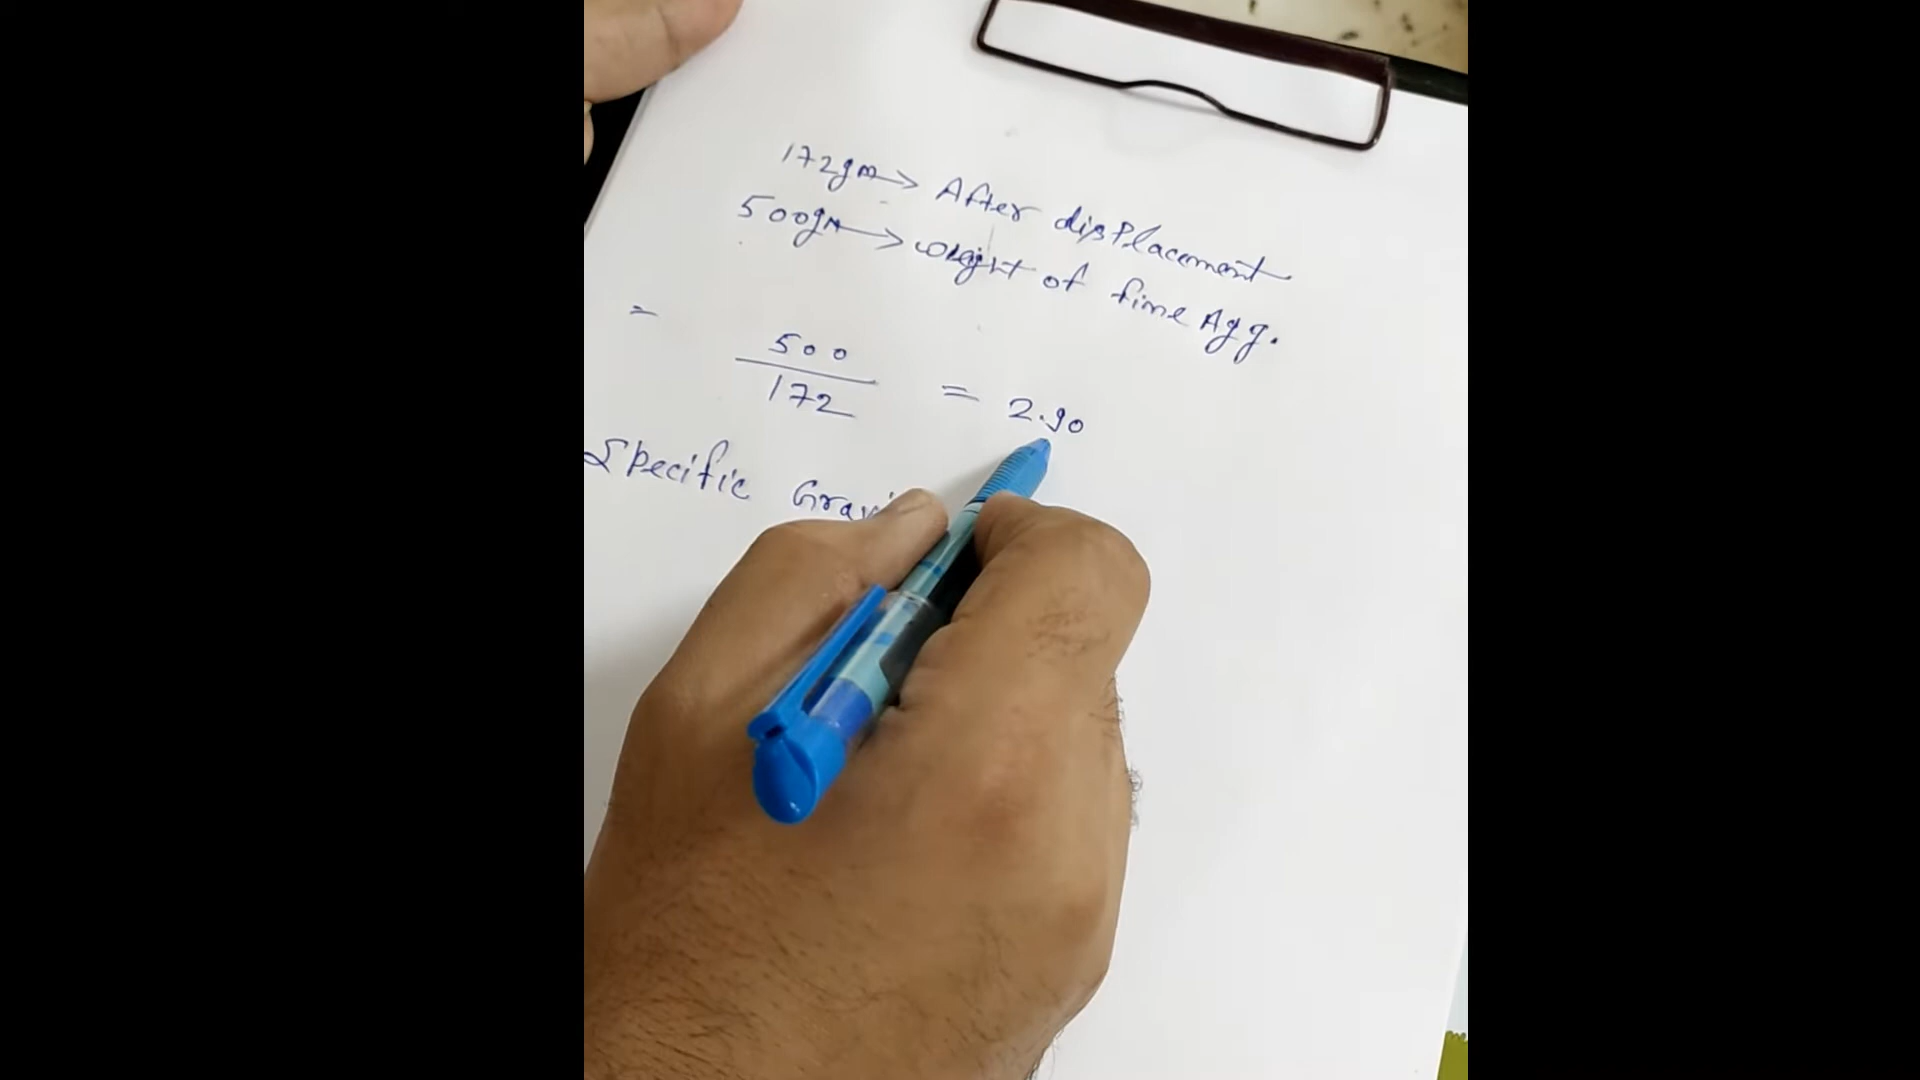 172gm → After displacement
500gm → weight of fine Agg.
=
500
172
= 2.90
Specific